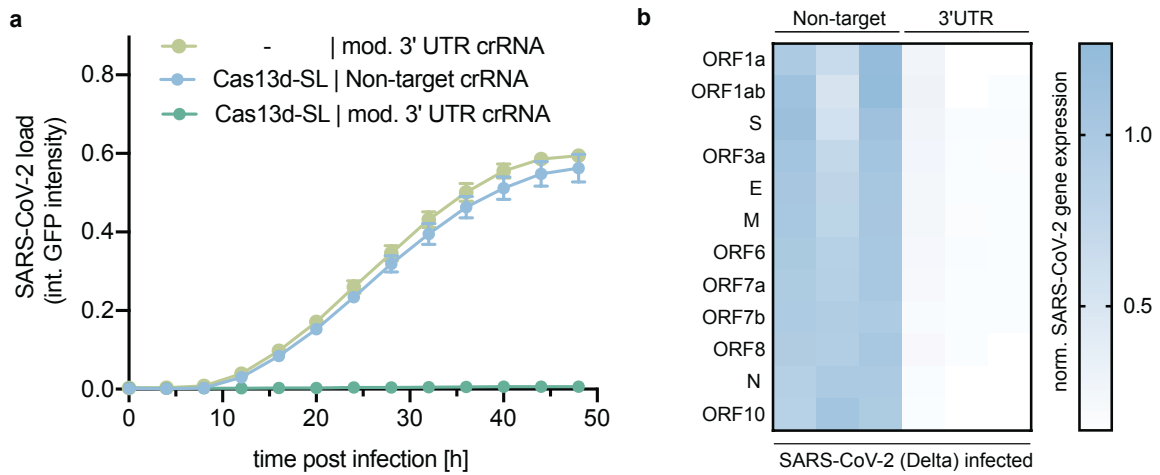 a
- | mod. 3' UTR crRNA
Cas13d-SL | Non-target crRNA
Cas13d-SL | mod. 3' UTR crRNA
SARS-CoV-2 load
(int. GFP intensity)
0.8
0.6
0.4
0.2
0.0
0 10 20 30 40 50
time post infection [h]
b
Non-target 3'UTR
ORF1a
ORF1ab
S
ORF3a
E
M
ORF6
ORF7a
ORF7b
ORF8
N
ORF10
SARS-CoV-2 (Delta) infected
1.0
0.5
norm. SARS-CoV-2 gene expression